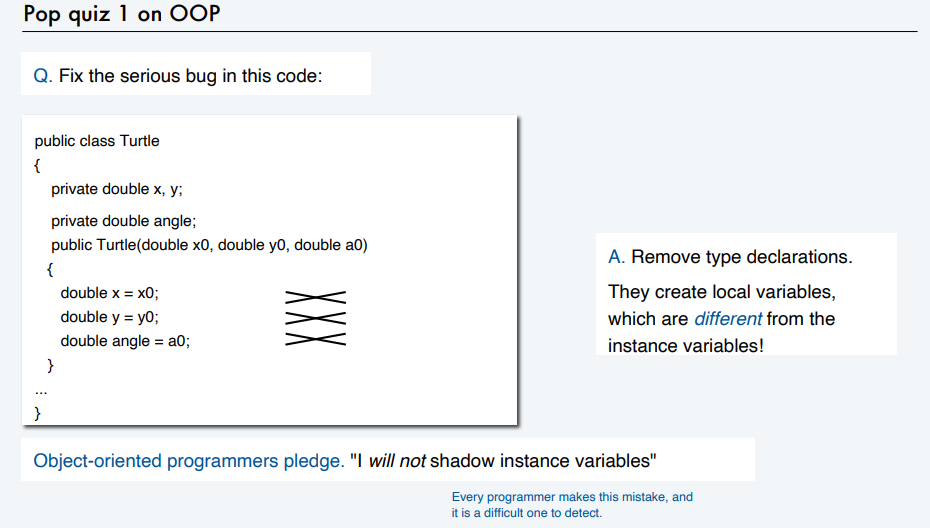 Pop quiz 1 on OOP
Q. Fix the serious bug in this code:
public class Turtle
{
private double x, y;
private double angle;
public Turtle(double x0, double y0, double a0)
{
double x = x0;
double y = y0;
double angle = a0;
}
...
}
A. Remove type declarations.
They create local variables,
which are different from the
instance variables!
Object-oriented programmers pledge. "I will not shadow instance variables"
Every programmer makes this mistake, and
it is a difficult one to detect.